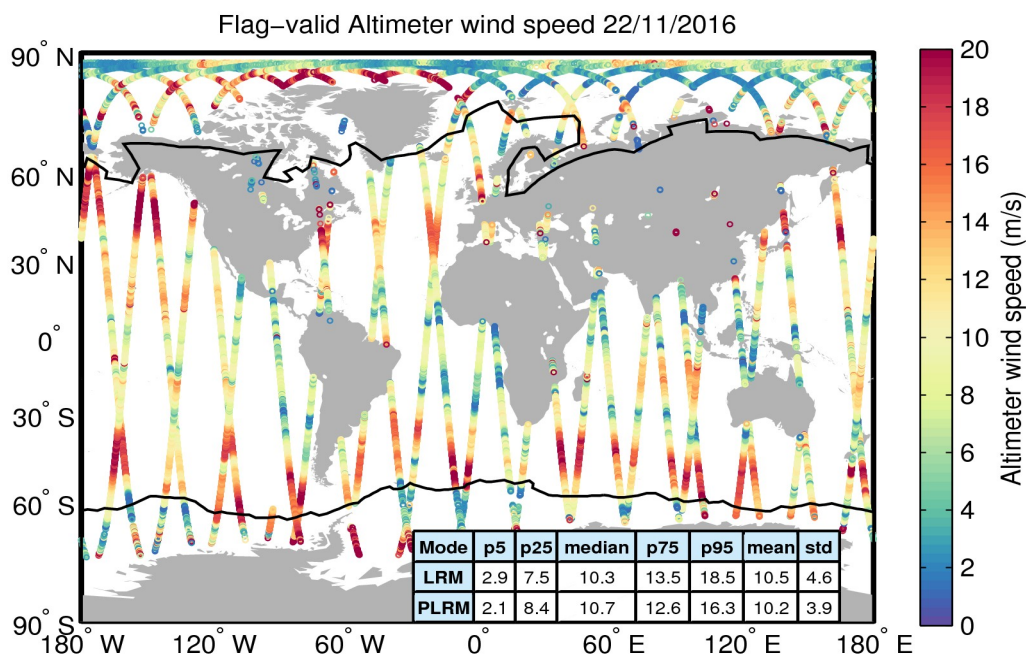 Flag−valid Altimeter wind speed 22/11/2016
90° N
60° N
30° N
0°
30° S
60° S
90° S
180° W
120° W
60° W
0°
60° E
120° E
180° E
20
18
16
14
12
10
8
6
4
2
0
Altimeter wind speed (m/s)
Mode p5 p25 median p75 p95 mean std
LRM 2.9 7.5 10.3 13.5 18.5 10.5 4.6
PLRM 2.1 8.4 10.7 12.6 16.3 10.2 3.9